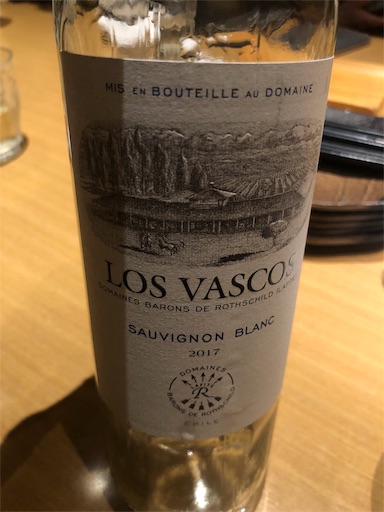 MIS EN BOUTEILLE AU DOMAINE
LOS VASCOS
DOMAINES BARONS DE ROTHSCHILD (LAFITE)
SAUVIGNON BLANC
2017
DOMAINES
R
BARONS DE ROTHSCHILD
CHILE